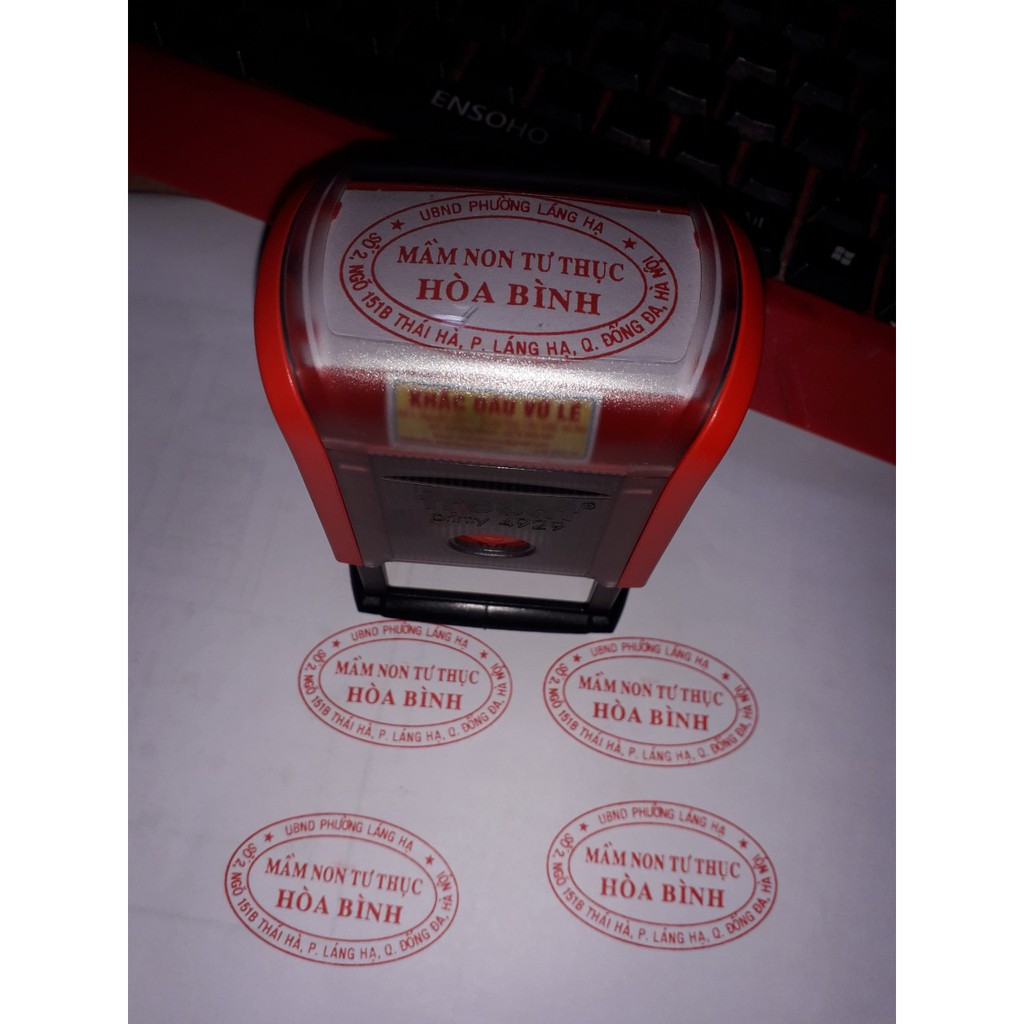 ENSOHO
UBND PHƯỜNG LÁNG HẠ
MẦM NON TƯ THỤC
HÒA BÌNH
SỐ 2, NGÕ 151B THÁI HÀ, P. LÁNG HẠ, Q. ĐỐNG ĐA, HÀ NỘI
KHẮC DẤU VŨ LÊ
UBND PHƯỜNG LÁNG HẠ
MẦM NON TƯ THỤC
HÒA BÌNH
SỐ 2, NGÕ 151B THÁI HÀ, P. LÁNG HẠ, Q. ĐỐNG ĐA, HÀ NỘI
UBND PHƯỜNG LÁNG HẠ
MẦM NON TƯ THỤC
HÒA BÌNH
SỐ 2, NGÕ 151B THÁI HÀ, P. LÁNG HẠ, Q. ĐỐNG ĐA, HÀ NỘI
UBND PHƯỜNG LÁNG HẠ
MẦM NON TƯ THỤC
HÒA BÌNH
SỐ 2, NGÕ 151B THÁI HÀ, P. LÁNG HẠ, Q. ĐỐNG ĐA, HÀ NỘI
UBND PHƯỜNG LÁNG HẠ
MẦM NON TƯ THỤC
HÒA BÌNH
SỐ 2, NGÕ 151B THÁI HÀ, P. LÁNG HẠ, Q. ĐỐNG ĐA, HÀ NỘI